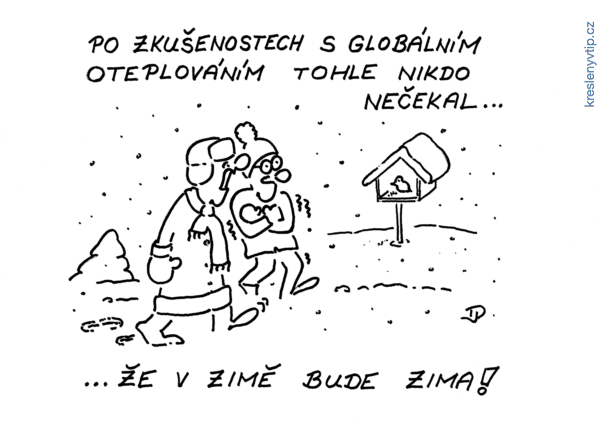 PO ZKUŠENOSTECH S GLOBÁLNÍM
OTEPLOVÁNÍM TOHLE NIKDO
NEČEKAL...
...ŽE V ZIMĚ BUDE ZIMA!
kreslenyvtip.cz